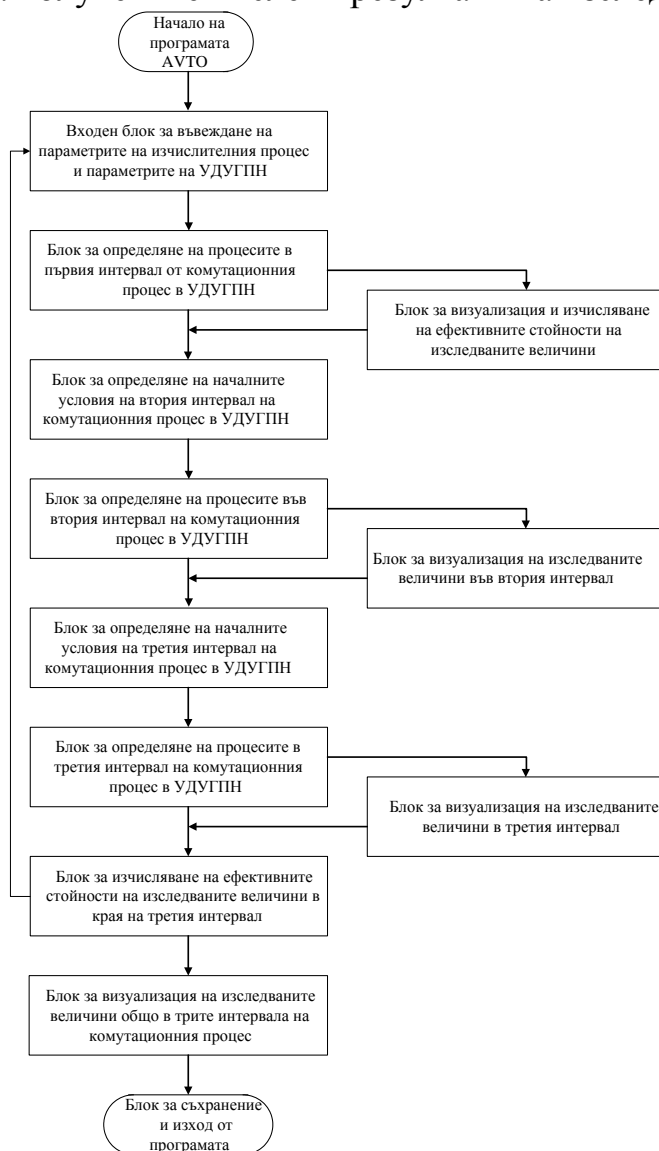 Начало на
програмата
AVTO
Входен блок за въвеждане на
параметрите на изчислителния процес
и параметрите на УДУГПН
Блок за определяне на процесите в
първия интервал от комутационния
процес в УДУГПН
Блок за визуализация и изчисляване
на ефективните стойности на
изследваните величини
Блок за определяне на началните
условия на втория интервал на
комутационния процес в УДУГПН
Блок за определяне на процесите във
втория интервал на комутационния
процес в УДУГПН
Блок за визуализация на изследваните
величини във втория интервал
Блок за определяне на началните
условия на третия интервал на
комутационния процес в УДУГПН
Блок за определяне на процесите в
третия интервал на комутационния
процес в УДУГПН
Блок за визуализация на изследваните
величини в третия интервал
Блок за изчисляване на ефективните
стойности на изследваните величини в
края на третия интервал
Блок за визуализация на изследваните
величини общо в трите интервала на
комутационния процес
Блок за съхранение
и изход от
програмата